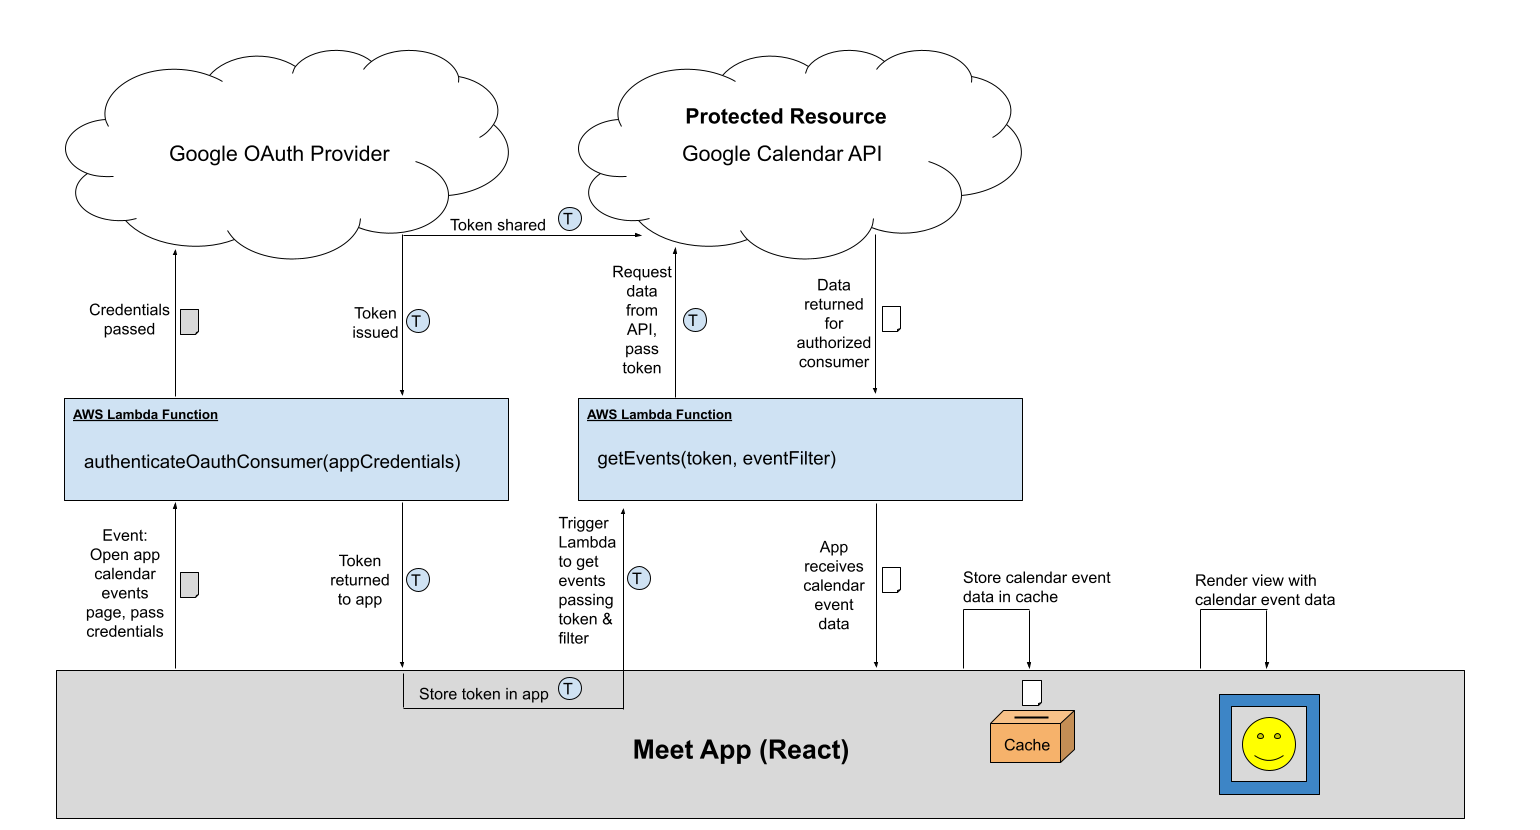 Google OAuth Provider
Protected Resource
Google Calendar API
Token shared
T
Credentials
passed
Token
issued
T
Request
data
from
API,
pass
token
T
Data
returned
for
authorized
consumer
AWS Lambda Function
authenticateOauthConsumer(appCredentials)
AWS Lambda Function
getEvents(token, eventFilter)
Event:
Open app
calendar
events
page, pass
credentials
Token
returned
to app
T
Trigger
Lambda
to get
events
passing
token &
filter
T
App
receives
calendar
event
data
Store calendar event
data in cache
Render view with
calendar event data
Store token in app
T
Meet App (React)
Cache